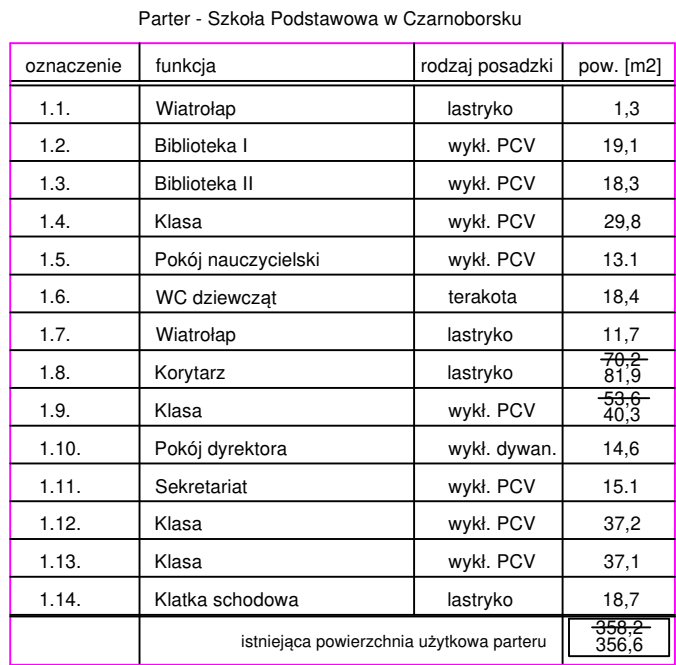 Parter - Szkoła Podstawowa w Czarnoborsku
oznaczenie funkcja rodzaj posadzki pow. [m2]
1.1. Wiatrołap lastryko 1,3
1.2. Biblioteka I wykł. PCV 19,1
1.3. Biblioteka II wykł. PCV 18,3
1.4. Klasa wykł. PCV 29,8
1.5. Pokój nauczycielski wykł. PCV 13.1
1.6. WC dziewcząt terakota 18,4
1.7. Wiatrołap lastryko 11,7
70,2
1.8. Korytarz lastryko 81,9
53,6
1.9. Klasa wykł. PCV 40,3
1.10. Pokój dyrektora wykł. dywan. 14,6
1.11. Sekretariat wykł. PCV 15.1
1.12. Klasa wykł. PCV 37,2
1.13. Klasa wykł. PCV 37,1
1.14. Klatka schodowa lastryko 18,7
358,2
istniejąca powierzchnia użytkowa parteru 356,6